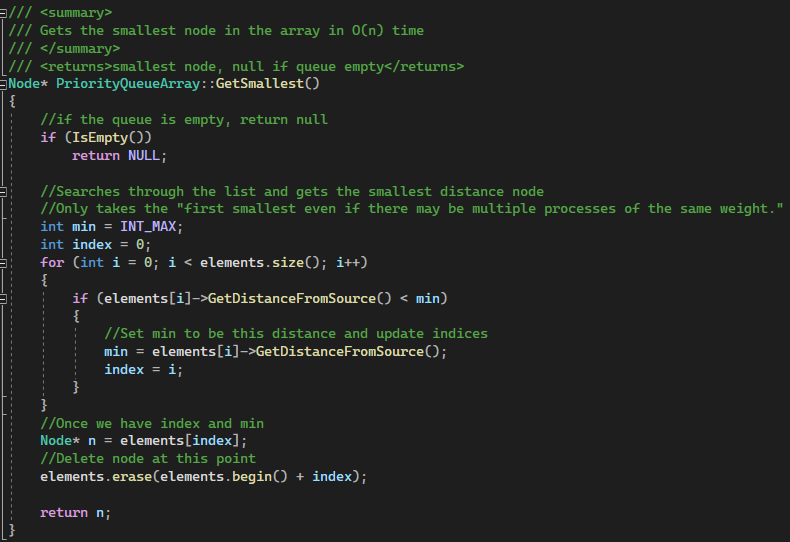 /// <summary>
/// Gets the smallest node in the array in O(n) time
/// </summary>
/// <returns>smallest node, null if queue empty</returns>
Node* PriorityQueueArray::GetSmallest()
{
    //if the queue is empty, return null
    if (IsEmpty())
        return NULL;

    //Searches through the list and gets the smallest distance node
    //Only takes the "first smallest even if there may be multiple processes of the same weight."
    int min = INT_MAX;
    int index = 0;
    for (int i = 0; i < elements.size(); i++)
    {
        if (elements[i]->GetDistanceFromSource() < min)
        {
            //Set min to be this distance and update indices
            min = elements[i]->GetDistanceFromSource();
            index = i;
        }
    }
    //Once we have index and min
    Node* n = elements[index];
    //Delete node at this point
    elements.erase(elements.begin() + index);

    return n;
}